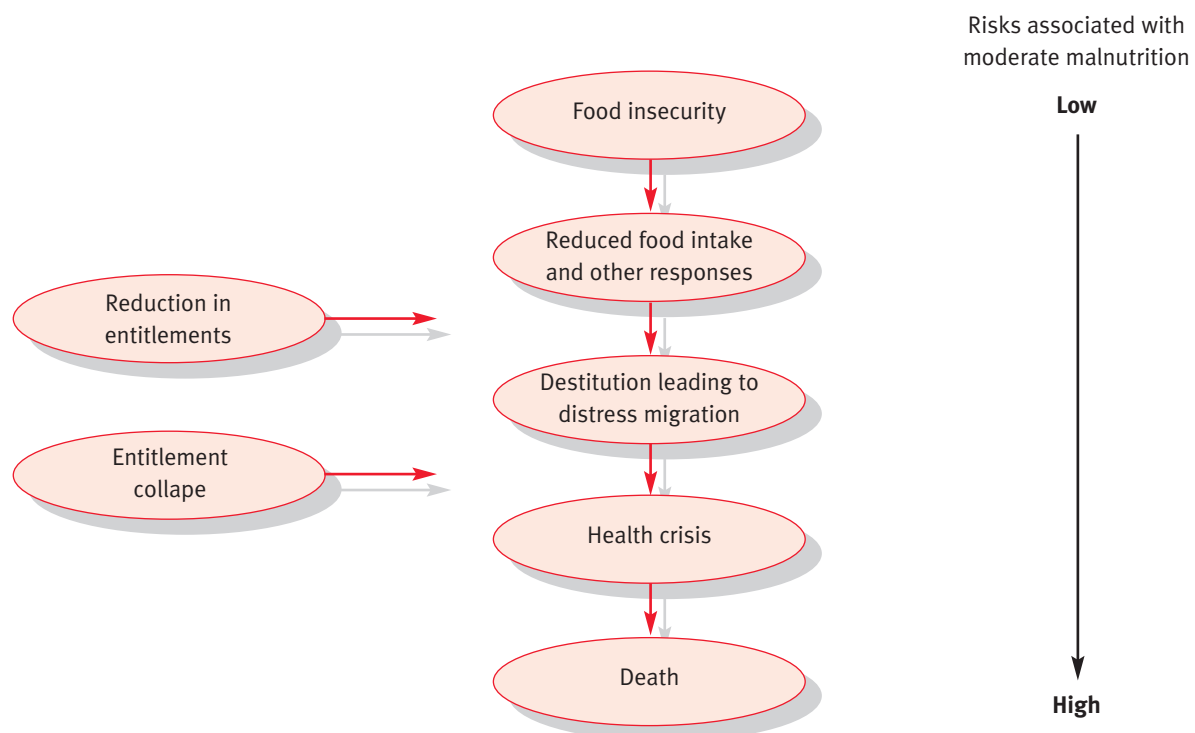 Risks associated with
moderate malnutrition
Low
Food insecurity
Reduced food intake
and other responses
Reduction in
entitlements
Destitution leading to
distress migration
Entitlement
collape
Health crisis
Death
High